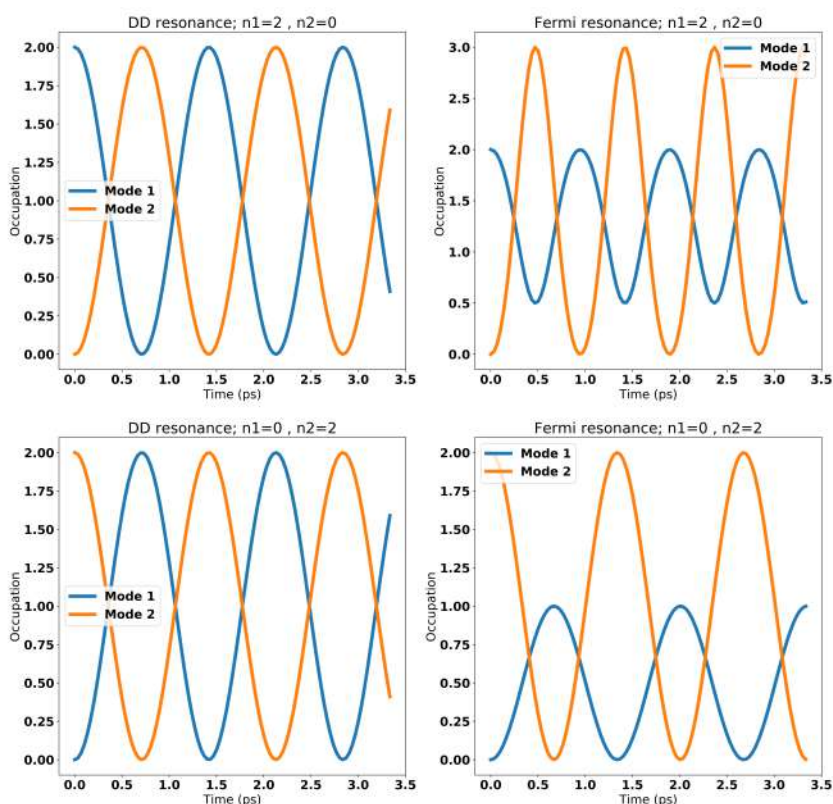 DD resonance; n1=2 , n2=0
2.00
1.75
1.50
1.25
1.00
0.75
0.50
0.25
0.00
Occupation
Mode 1
Mode 2
0.0 0.5 1.0 1.5 2.0 2.5 3.0 3.5
Time (ps)
Fermi resonance; n1=2 , n2=0
3.0
2.5
2.0
1.5
1.0
0.5
0.0
Occupation
Mode 1
Mode 2
0.0 0.5 1.0 1.5 2.0 2.5 3.0 3.5
Time (ps)
DD resonance; n1=0 , n2=2
2.00
1.75
1.50
1.25
1.00
0.75
0.50
0.25
0.00
Occupation
Mode 1
Mode 2
0.0 0.5 1.0 1.5 2.0 2.5 3.0 3.5
Time (ps)
Fermi resonance; n1=0 , n2=2
2.00
1.75
1.50
1.25
1.00
0.75
0.50
0.25
0.00
Occupation
Mode 1
Mode 2
0.0 0.5 1.0 1.5 2.0 2.5 3.0 3.5
Time (ps)